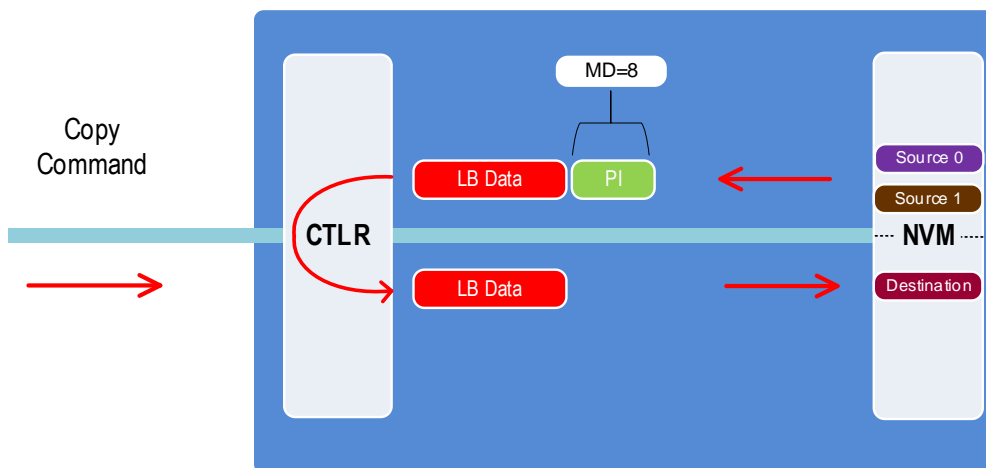 MD=8
Copy
Command
LB Data
PI
Source 0
Source 1
CTLR
NVM
LB Data
Destination